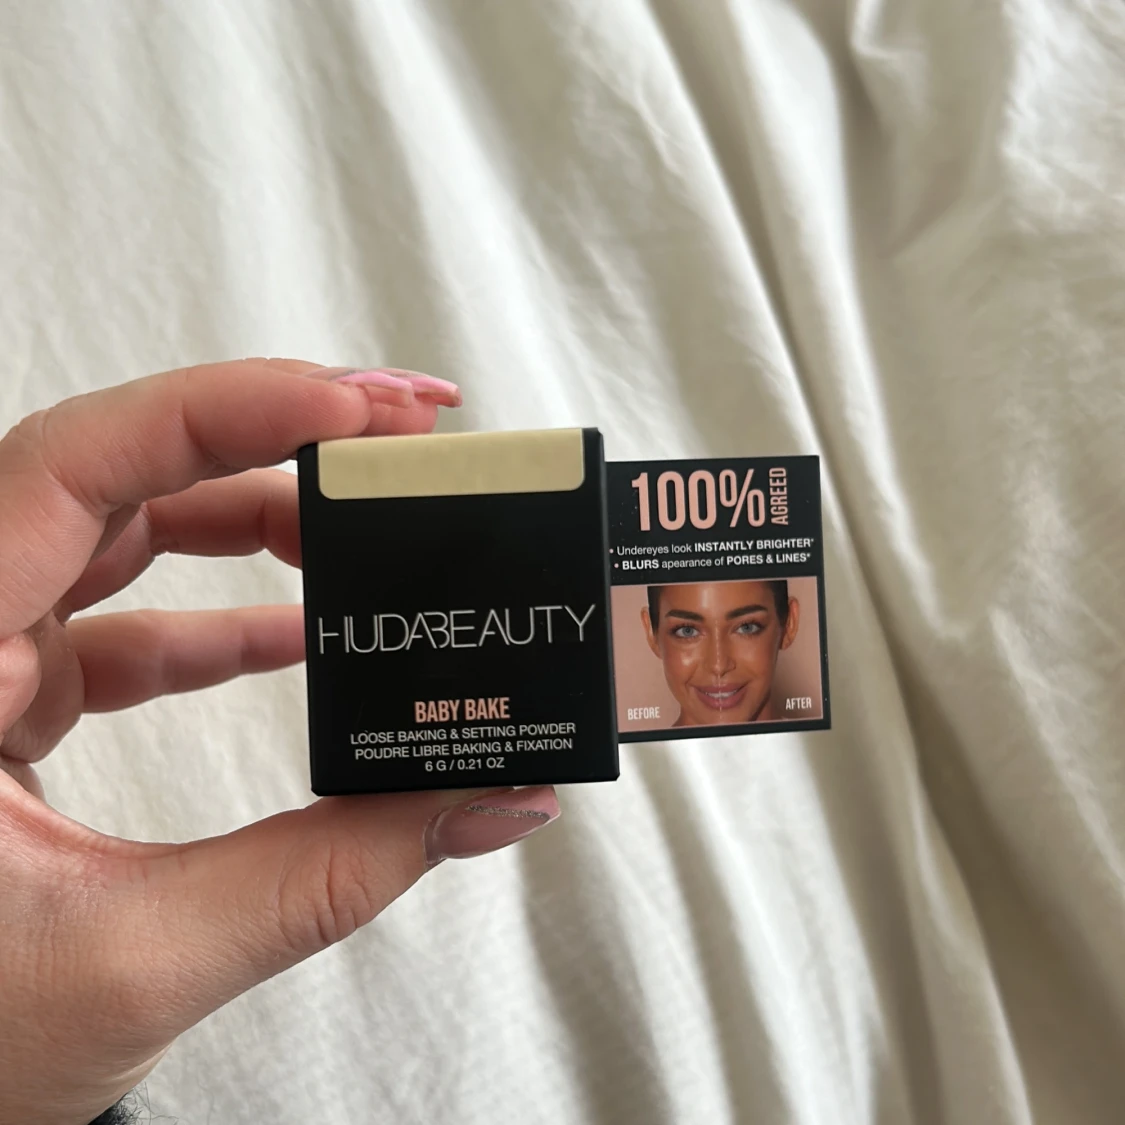 HUDABEAUTY
BABY BAKE
LOOSE BAKING & SETTING POWDER
POUDRE LIBRE BAKING & FIXATION
6 G / 0.21 OZ
100% AGREED
• Undereyes look INSTANTLY BRIGHTER*
• BLURS apearance of PORES & LINES*
BEFORE
AFTER